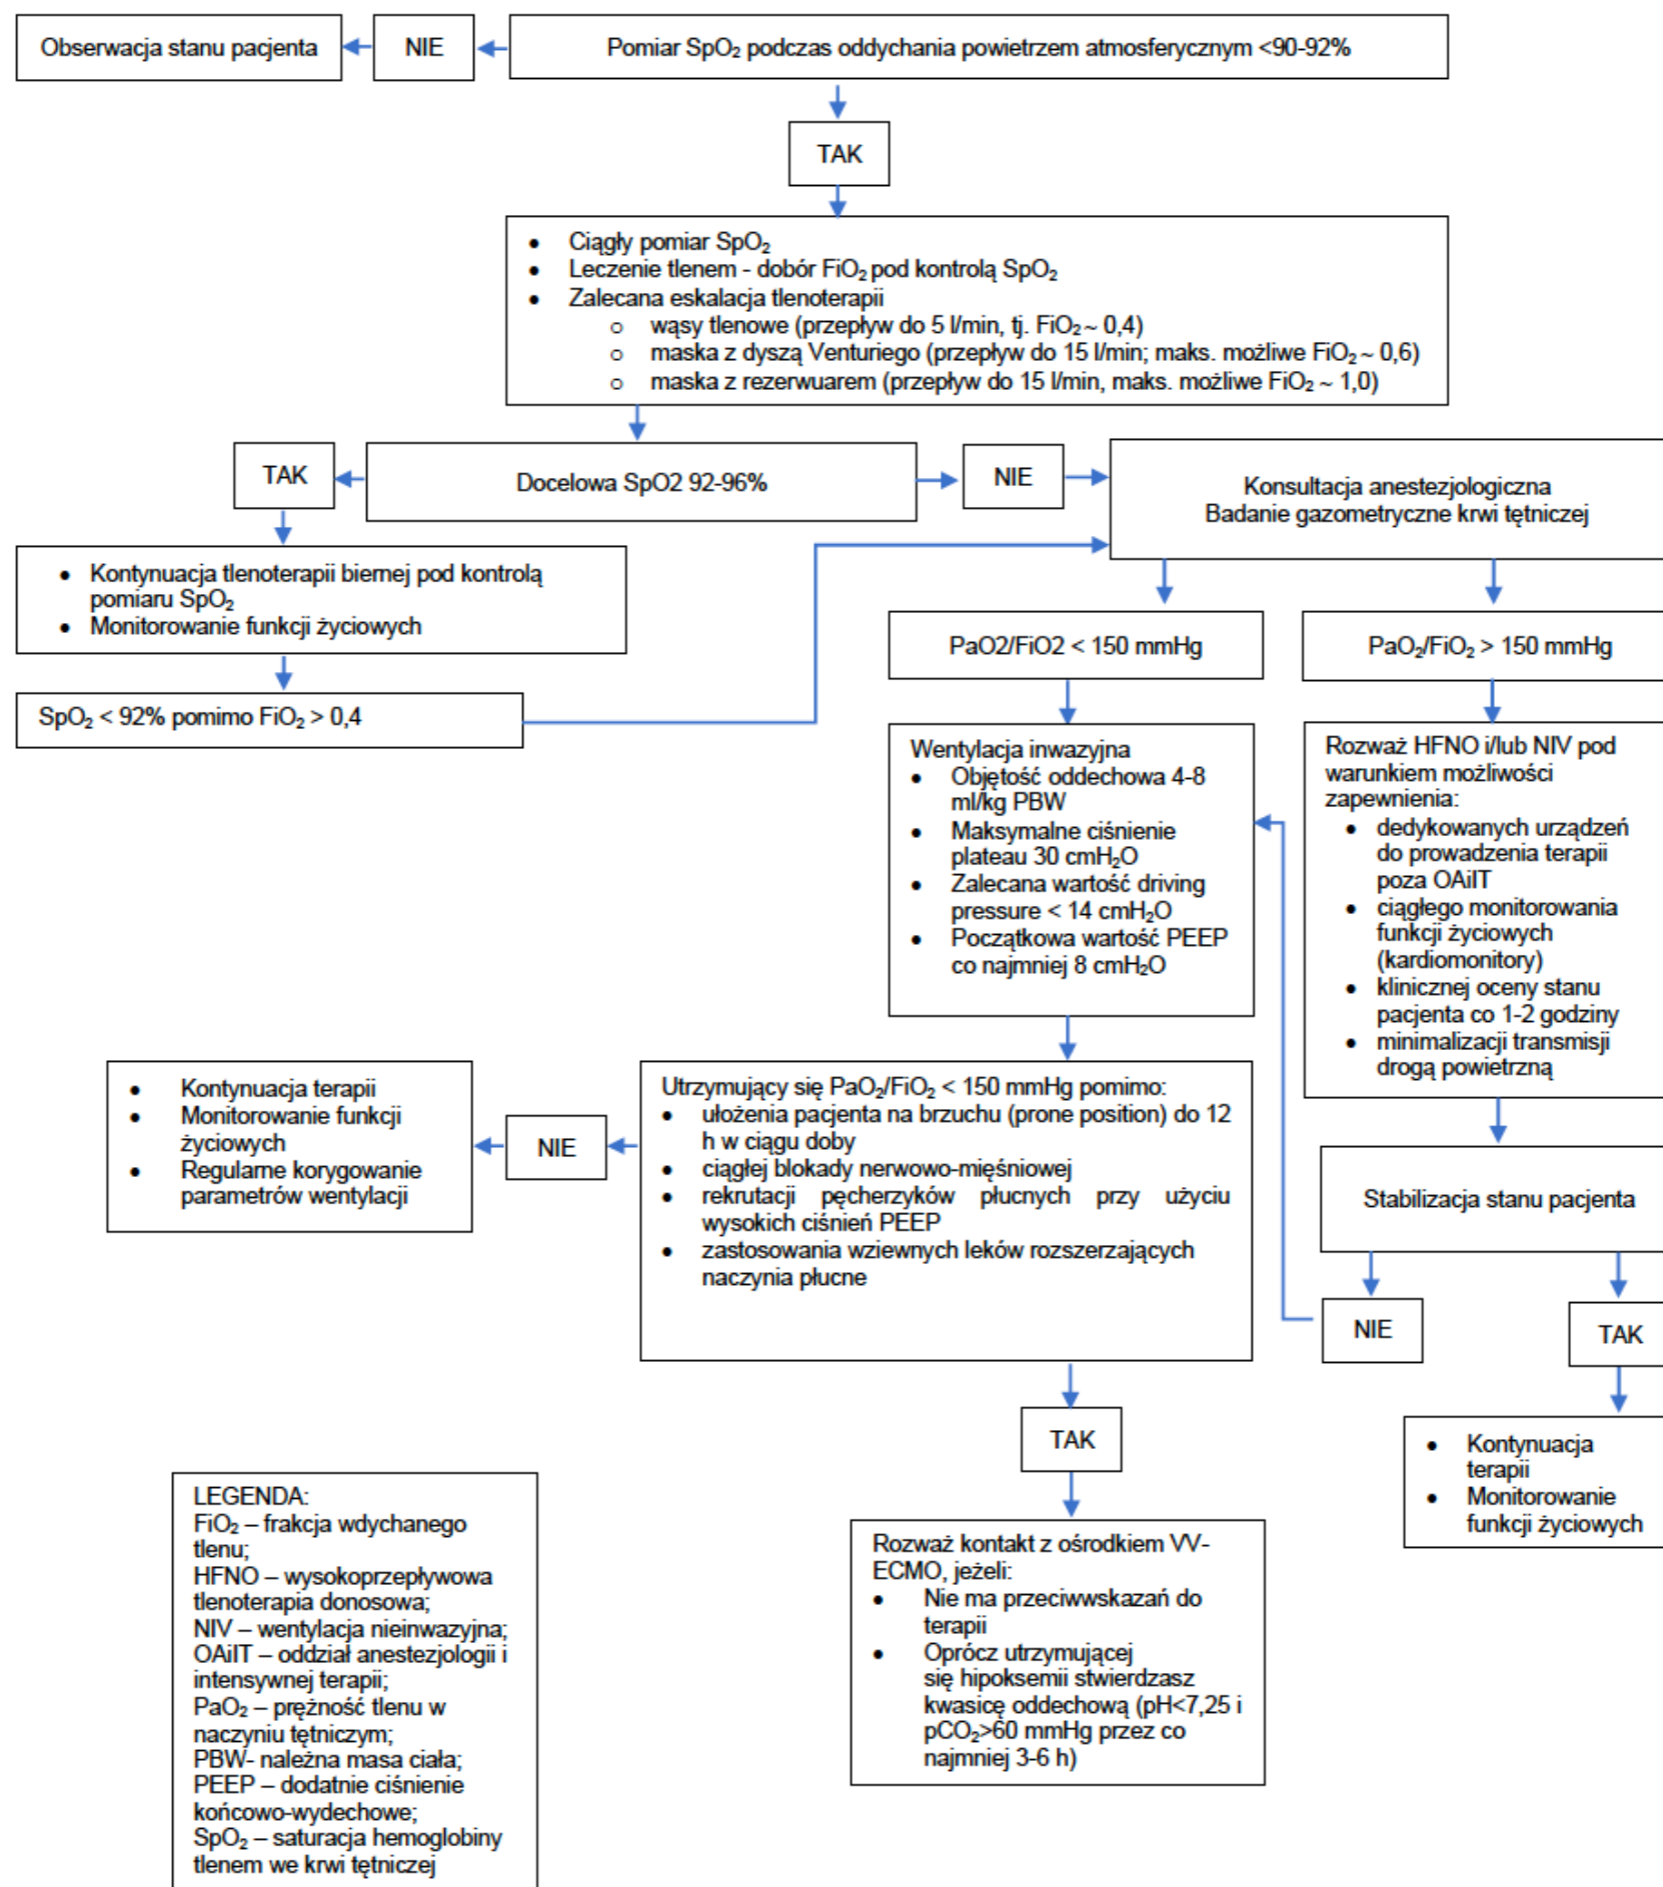 Obserwacja stanu pacjenta
NIE
Pomiar SpO₂ podczas oddychania powietrzem atmosferycznym <90-92%
TAK
• Ciągły pomiar SpO₂
• Leczenie tlenem - dobór FiO₂ pod kontrolą SpO₂
• Zalecana eskalacja tlenoterapii
o wąsy tlenowe (przepływ do 5 l/min, tj. FiO₂ ~ 0,4)
o maska z dyszą Venturiego (przepływ do 15 l/min; maks. możliwe FiO₂ ~ 0,6)
o maska z rezerwuarem (przepływ do 15 l/min, maks. możliwe FiO₂ ~ 1,0)
TAK
Docelowa SpO2 92-96%
NIE
Konsultacja anestezjologiczna
Badanie gazometryczne krwi tętniczej
• Kontynuacja tlenoterapii biernej pod kontrolą
pomiaru SpO₂
• Monitorowanie funkcji życiowych
SpO₂ < 92% pomimo FiO₂ > 0,4
PaO2/FiO2 < 150 mmHg
PaO₂/FiO₂ > 150 mmHg
Wentylacja inwazyjna
• Objętość oddechowa 4-8
ml/kg PBW
• Maksymalne ciśnienie
plateau 30 cmH₂O
• Zalecana wartość driving
pressure < 14 cmH₂O
• Początkowa wartość PEEP
co najmniej 8 cmH₂O
Rozważ HFNO i/lub NIV pod
warunkiem możliwości
zapewnienia:
• dedykowanych urządzeń
do prowadzenia terapii
poza OAiIT
• ciągłego monitorowania
funkcji życiowych
(kardiomonitory)
• klinicznej oceny stanu
pacjenta co 1-2 godziny
• minimalizacji transmisji
drogą powietrzną
• Kontynuacja terapii
• Monitorowanie funkcji
życiowych
• Regularne korygowanie
parametrów wentylacji
NIE
Utrzymujący się PaO₂/FiO₂ < 150 mmHg pomimo:
• ułożenia pacjenta na brzuchu (prone position) do 12
h w ciągu doby
• ciągłej blokady nerwowo-mięśniowej
• rekrutacji pęcherzyków płucnych przy użyciu
wysokich ciśnień PEEP
• zastosowania wziewnych leków rozszerzających
naczynia płucne
Stabilizacja stanu pacjenta
NIE
TAK
TAK
• Kontynuacja
terapii
• Monitorowanie
funkcji życiowych
Rozważ kontakt z ośrodkiem VV-
ECMO, jeżeli:
• Nie ma przeciwwskazań do
terapii
• Oprócz utrzymującej
się hipoksemii stwierdzasz
kwasicę oddechową (pH<7,25 i
pCO₂>60 mmHg przez co
najmniej 3-6 h)
LEGENDA:
FiO₂ – frakcja wdychanego
tlenu;
HFNO – wysokoprzepływowa
tlenoterapia donosowa;
NIV – wentylacja nieinwazyjna;
OAiIT – oddział anestezjologii i
intensywnej terapii;
PaO₂ – prężność tlenu w
naczyniu tętniczym;
PBW- należna masa ciała;
PEEP – dodatnie ciśnienie
końcowo-wydechowe;
SpO₂ – saturacja hemoglobiny
tlenem we krwi tętniczej